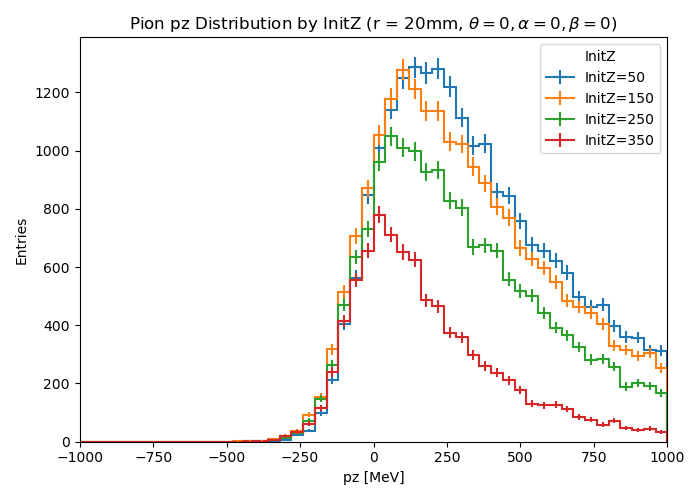 Pion pz Distribution by InitZ (r = 20mm, θ = 0, α = 0, β = 0)
InitZ
InitZ=50
InitZ=150
InitZ=250
InitZ=350
Entries
1200
1000
800
600
400
200
0
−1000
−750
−500
−250
0
250
500
750
1000
pz [MeV]